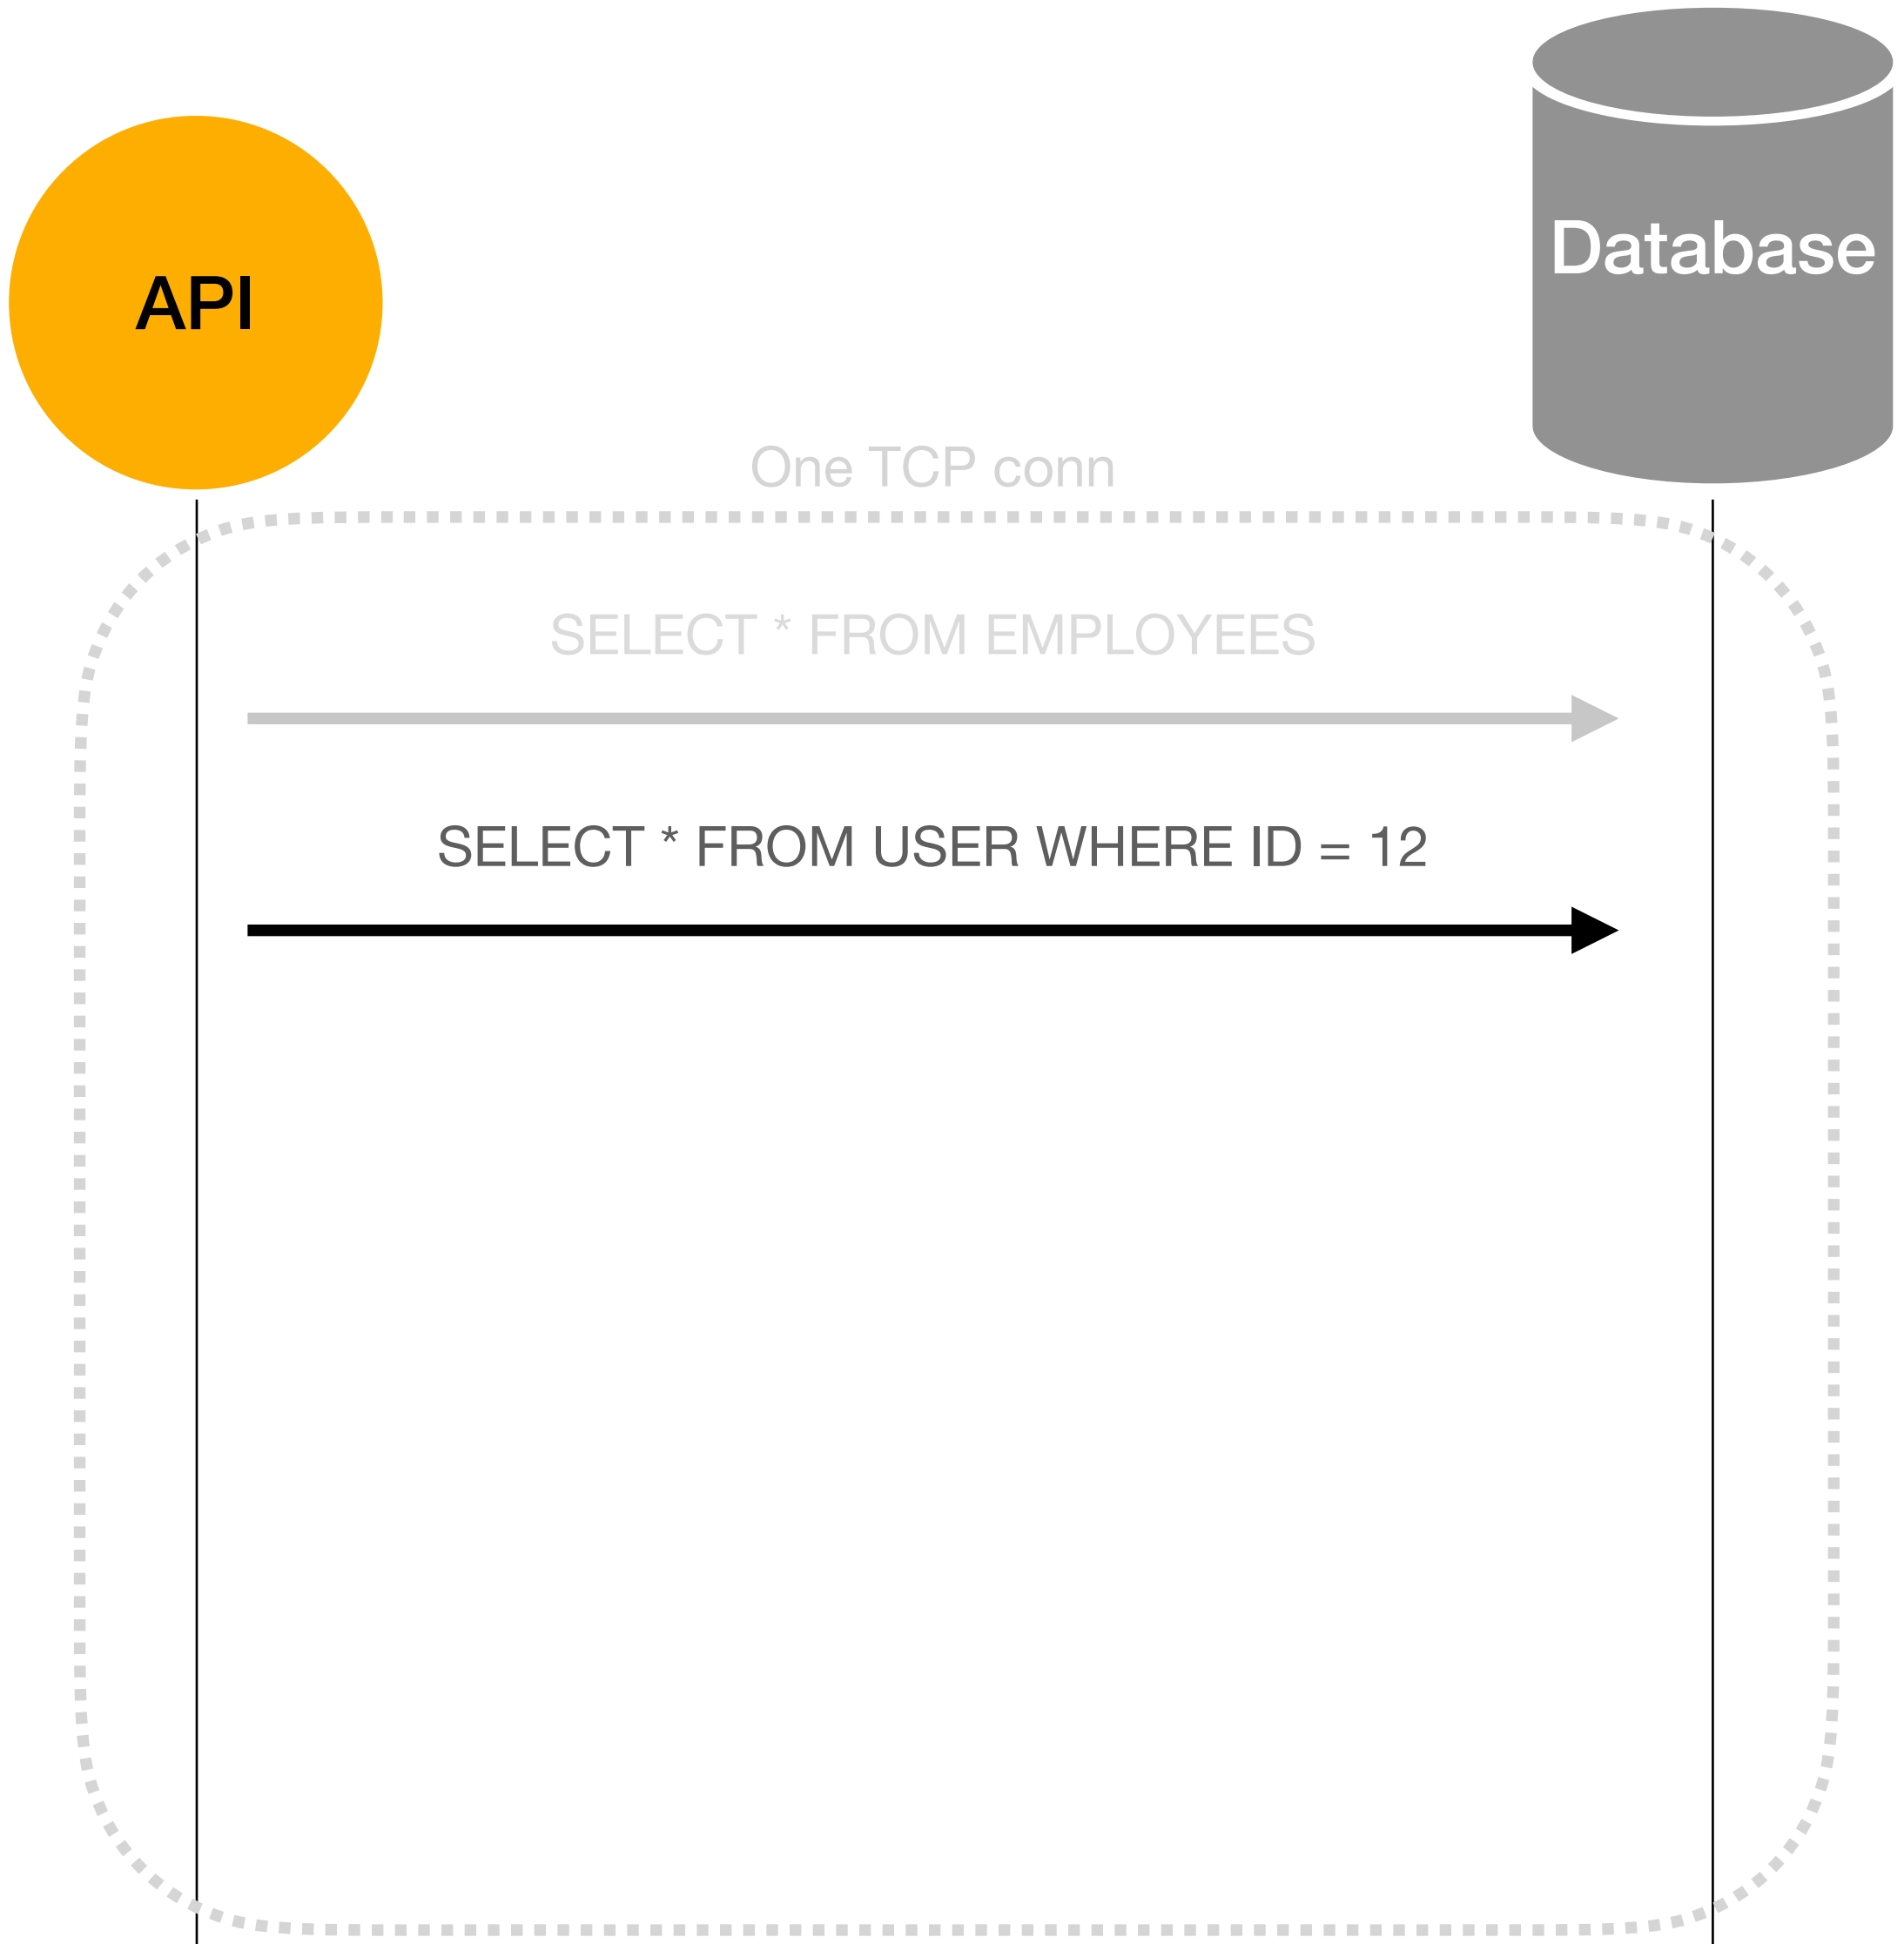 API
Database
One TCP conn
SELECT * FROM EMPLOYEES
SELECT * FROM USER WHERE ID = 12